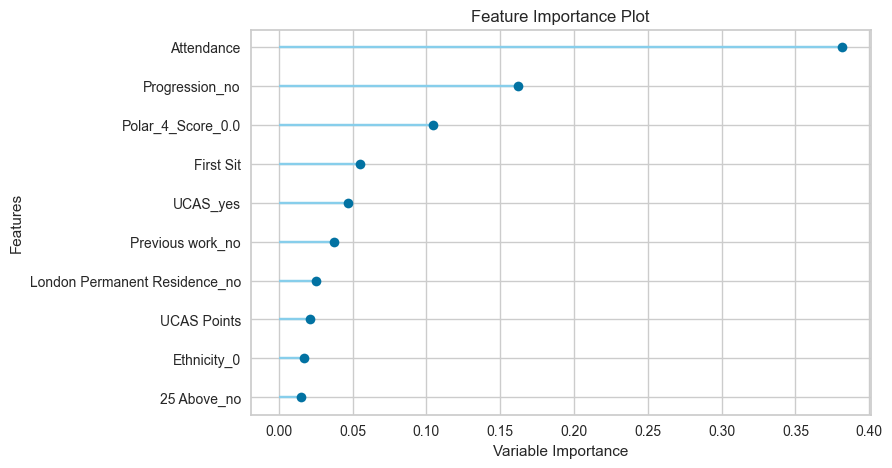 Feature Importance Plot
Attendance
Progression_no
Polar_4_Score_0.0
First Sit
UCAS_yes
Previous work_no
London Permanent Residence_no
UCAS Points
Ethnicity_0
25 Above_no
Features
0.00 0.05 0.10 0.15 0.20 0.25 0.30 0.35 0.40
Variable Importance